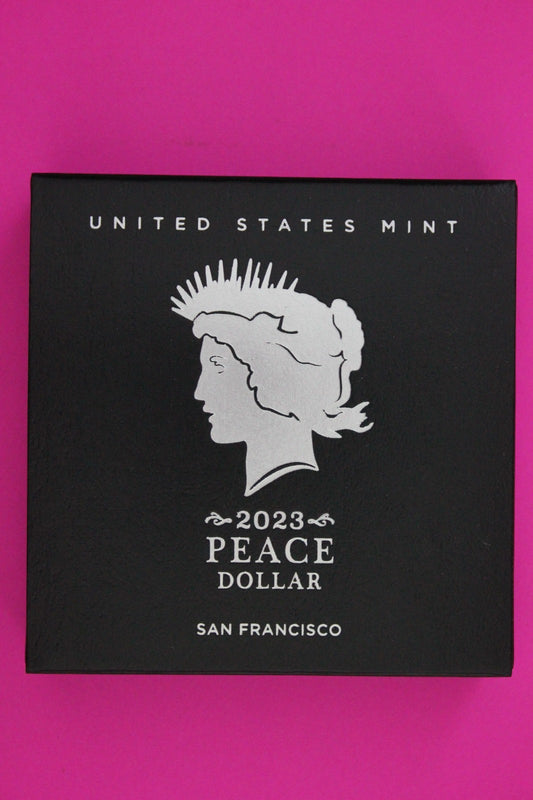 UNITED STATES MINT
2023
PEACE
DOLLAR
SAN FRANCISCO